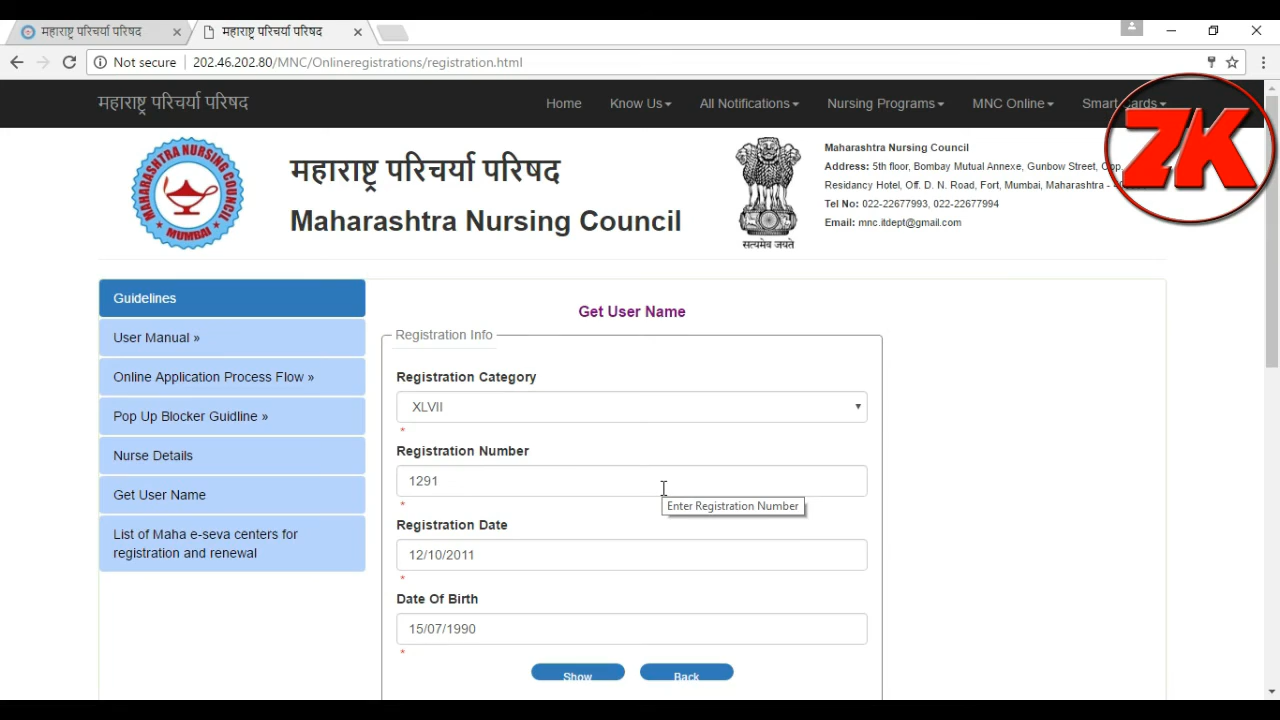 महाराष्ट्र परिचर्या परिषद
महाराष्ट्र परिचर्या परिषद
Not secure
202.46.202.80/MNC/Onlineregistrations/registration.html
महाराष्ट्र परिचर्या परिषद
Home
Know Us
All Notifications
Nursing Programs
MNC Online
Smart Cards
ZK
MAHARASHTRA NURSING COUNCIL
MUMBAI
महाराष्ट्र परिचर्या परिषद
Maharashtra Nursing Council
सत्यमेव जयते
Maharashtra Nursing Council
Address: 5th floor, Bombay Mutual Annexe, Gunbow Street, Opp.
Residancy Hotel, Off. D. N. Road, Fort, Mumbai, Maharashtra -
Tel No: 022-22677993, 022-22677994
Email: mnc.itdept@gmail.com
Guidelines
User Manual »
Online Application Process Flow »
Pop Up Blocker Guidline »
Nurse Details
Get User Name
List of Maha e-seva centers for
registration and renewal
Get User Name
Registration Info
Registration Category
XLVII
*
Registration Number
1291
Enter Registration Number
*
Registration Date
12/10/2011
*
Date Of Birth
15/07/1990
*
Show
Back